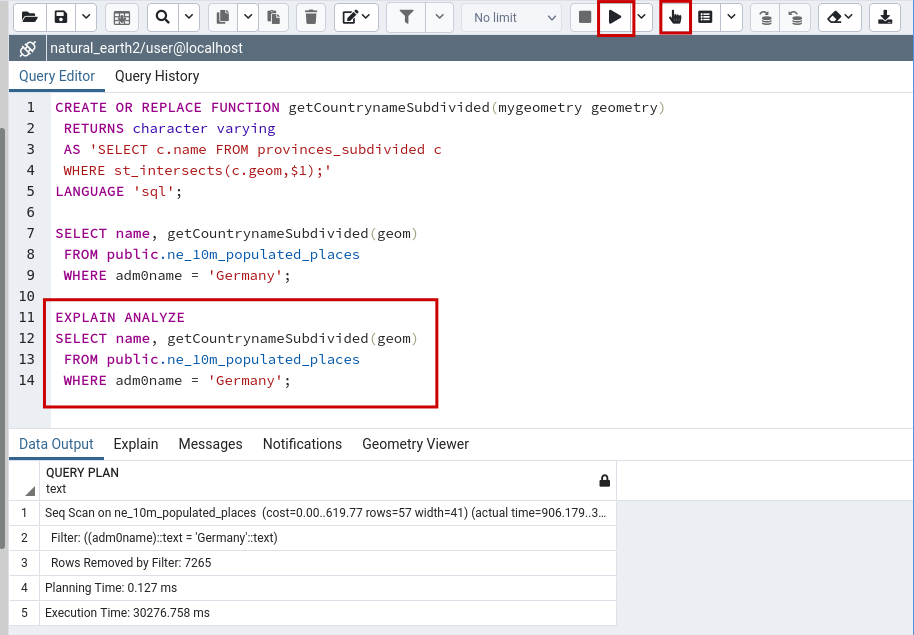 No limit
natural_earth2/user@localhost
Query Editor Query History
1 CREATE OR REPLACE FUNCTION getCountrynameSubdivided(mygeometry geometry)
2 RETURNS character varying
3 AS 'SELECT c.name FROM provinces_subdivided c
4 WHERE st_intersects(c.geom,$1);'
5 LANGUAGE 'sql';
6
7 SELECT name, getCountrynameSubdivided(geom)
8 FROM public.ne_10m_populated_places
9 WHERE adm0name = 'Germany';
10
11 EXPLAIN ANALYZE
12 SELECT name, getCountrynameSubdivided(geom)
13 FROM public.ne_10m_populated_places
14 WHERE adm0name = 'Germany';
Data Output Explain Messages Notifications Geometry Viewer
QUERY PLAN
text
1 Seq Scan on ne_10m_populated_places (cost=0.00..619.77 rows=57 width=41) (actual time=906.179..3...
2 Filter: ((adm0name)::text = 'Germany'::text)
3 Rows Removed by Filter: 7265
4 Planning Time: 0.127 ms
5 Execution Time: 30276.758 ms